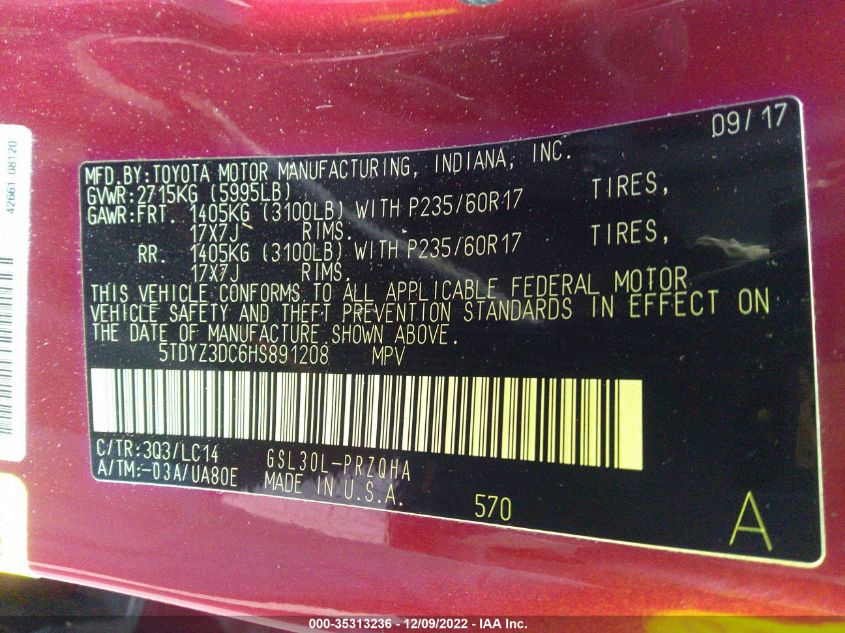 09/17
MFD.BY:TOYOTA MOTOR MANUFACTURING, INDIANA, INC.
GVWR:2715KG (5995LB)
GAWR:FRT. 1405KG (3100LB) WITH P235/60R17 TIRES,
17X7J RIMS.
RR. 1405KG (3100LB) WITH P235/60R17 TIRES,
17X7J RIMS.
THIS VEHICLE CONFORMS TO ALL APPLICABLE FEDERAL MOTOR
VEHICLE SAFETY AND THEFT PREVENTION STANDARDS IN EFFECT ON
THE DATE OF MANUFACTURE SHOWN ABOVE.
5TDYZ3DC6HS891208 MPV
C/TR:3Q3/LC14 GSL30L-PRZQHA
A/TM:-03A/UA80E MADE IN U.S.A.
570 A
42661 08120
000-35313236 - 12/09/2022 - IAA Inc.